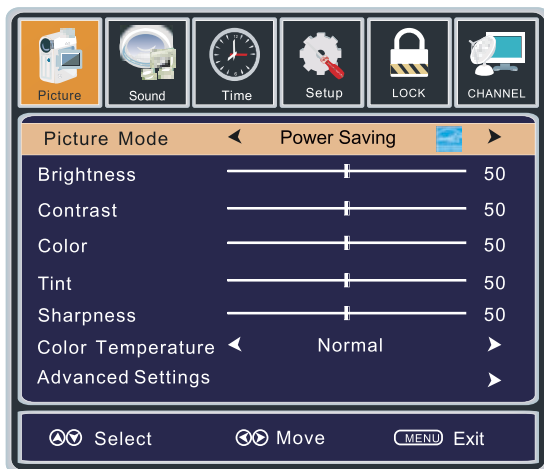 Picture Sound Time Setup LOCK CHANNEL
Picture Mode Power Saving
Brightness 50
Contrast 50
Color 50
Tint 50
Sharpness 50
Color Temperature Normal
Advanced Settings
Select Move MENU Exit